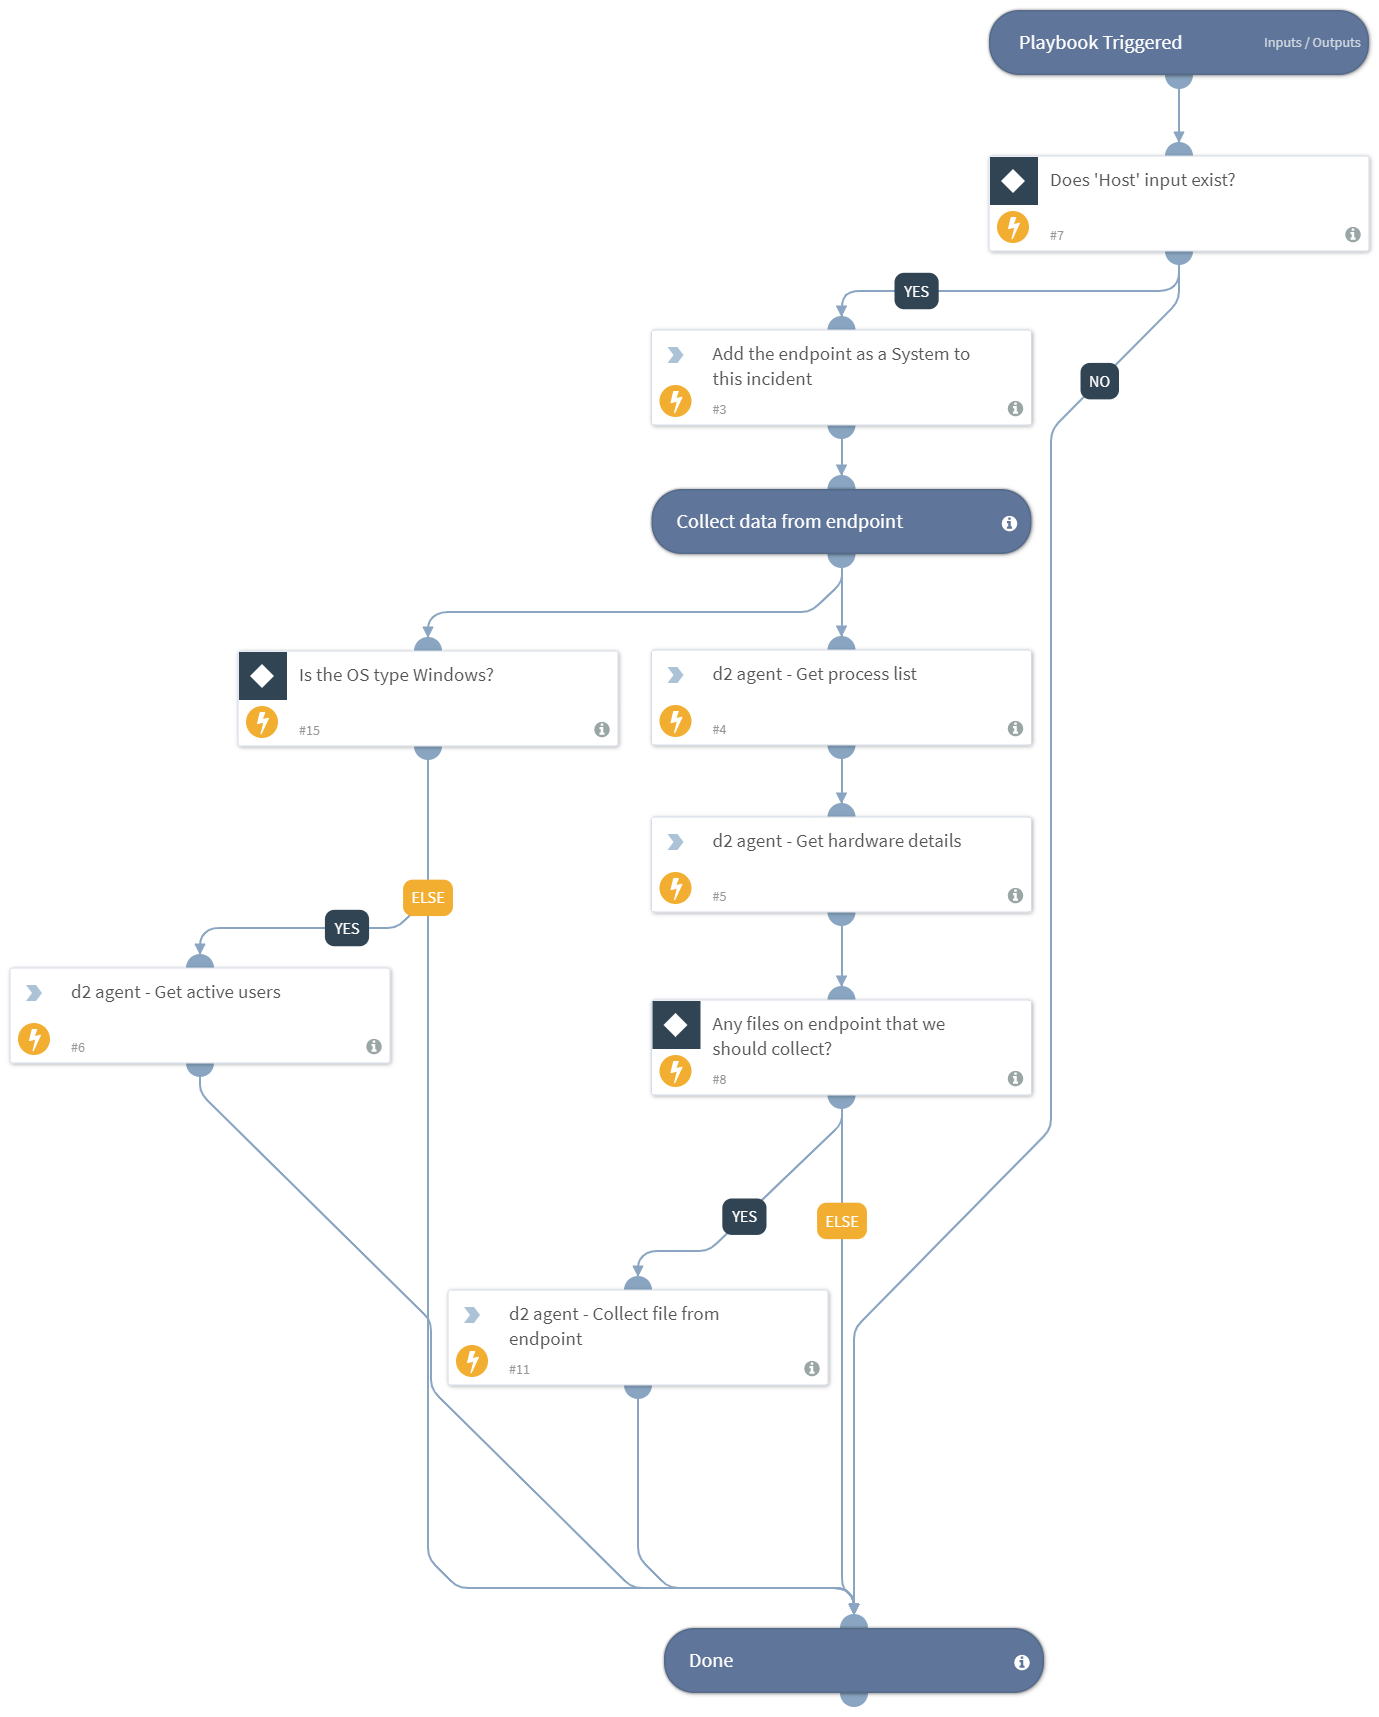 Playbook Triggered
Inputs / Outputs
Does 'Host' input exist?
#7
YES
NO
Add the endpoint as a System to
this incident
#3
Collect data from endpoint
Is the OS type Windows?
#15
d2 agent - Get process list
#4
d2 agent - Get hardware details
#5
ELSE
YES
d2 agent - Get active users
#6
Any files on endpoint that we
should collect?
#8
YES
ELSE
d2 agent - Collect file from
endpoint
#11
Done